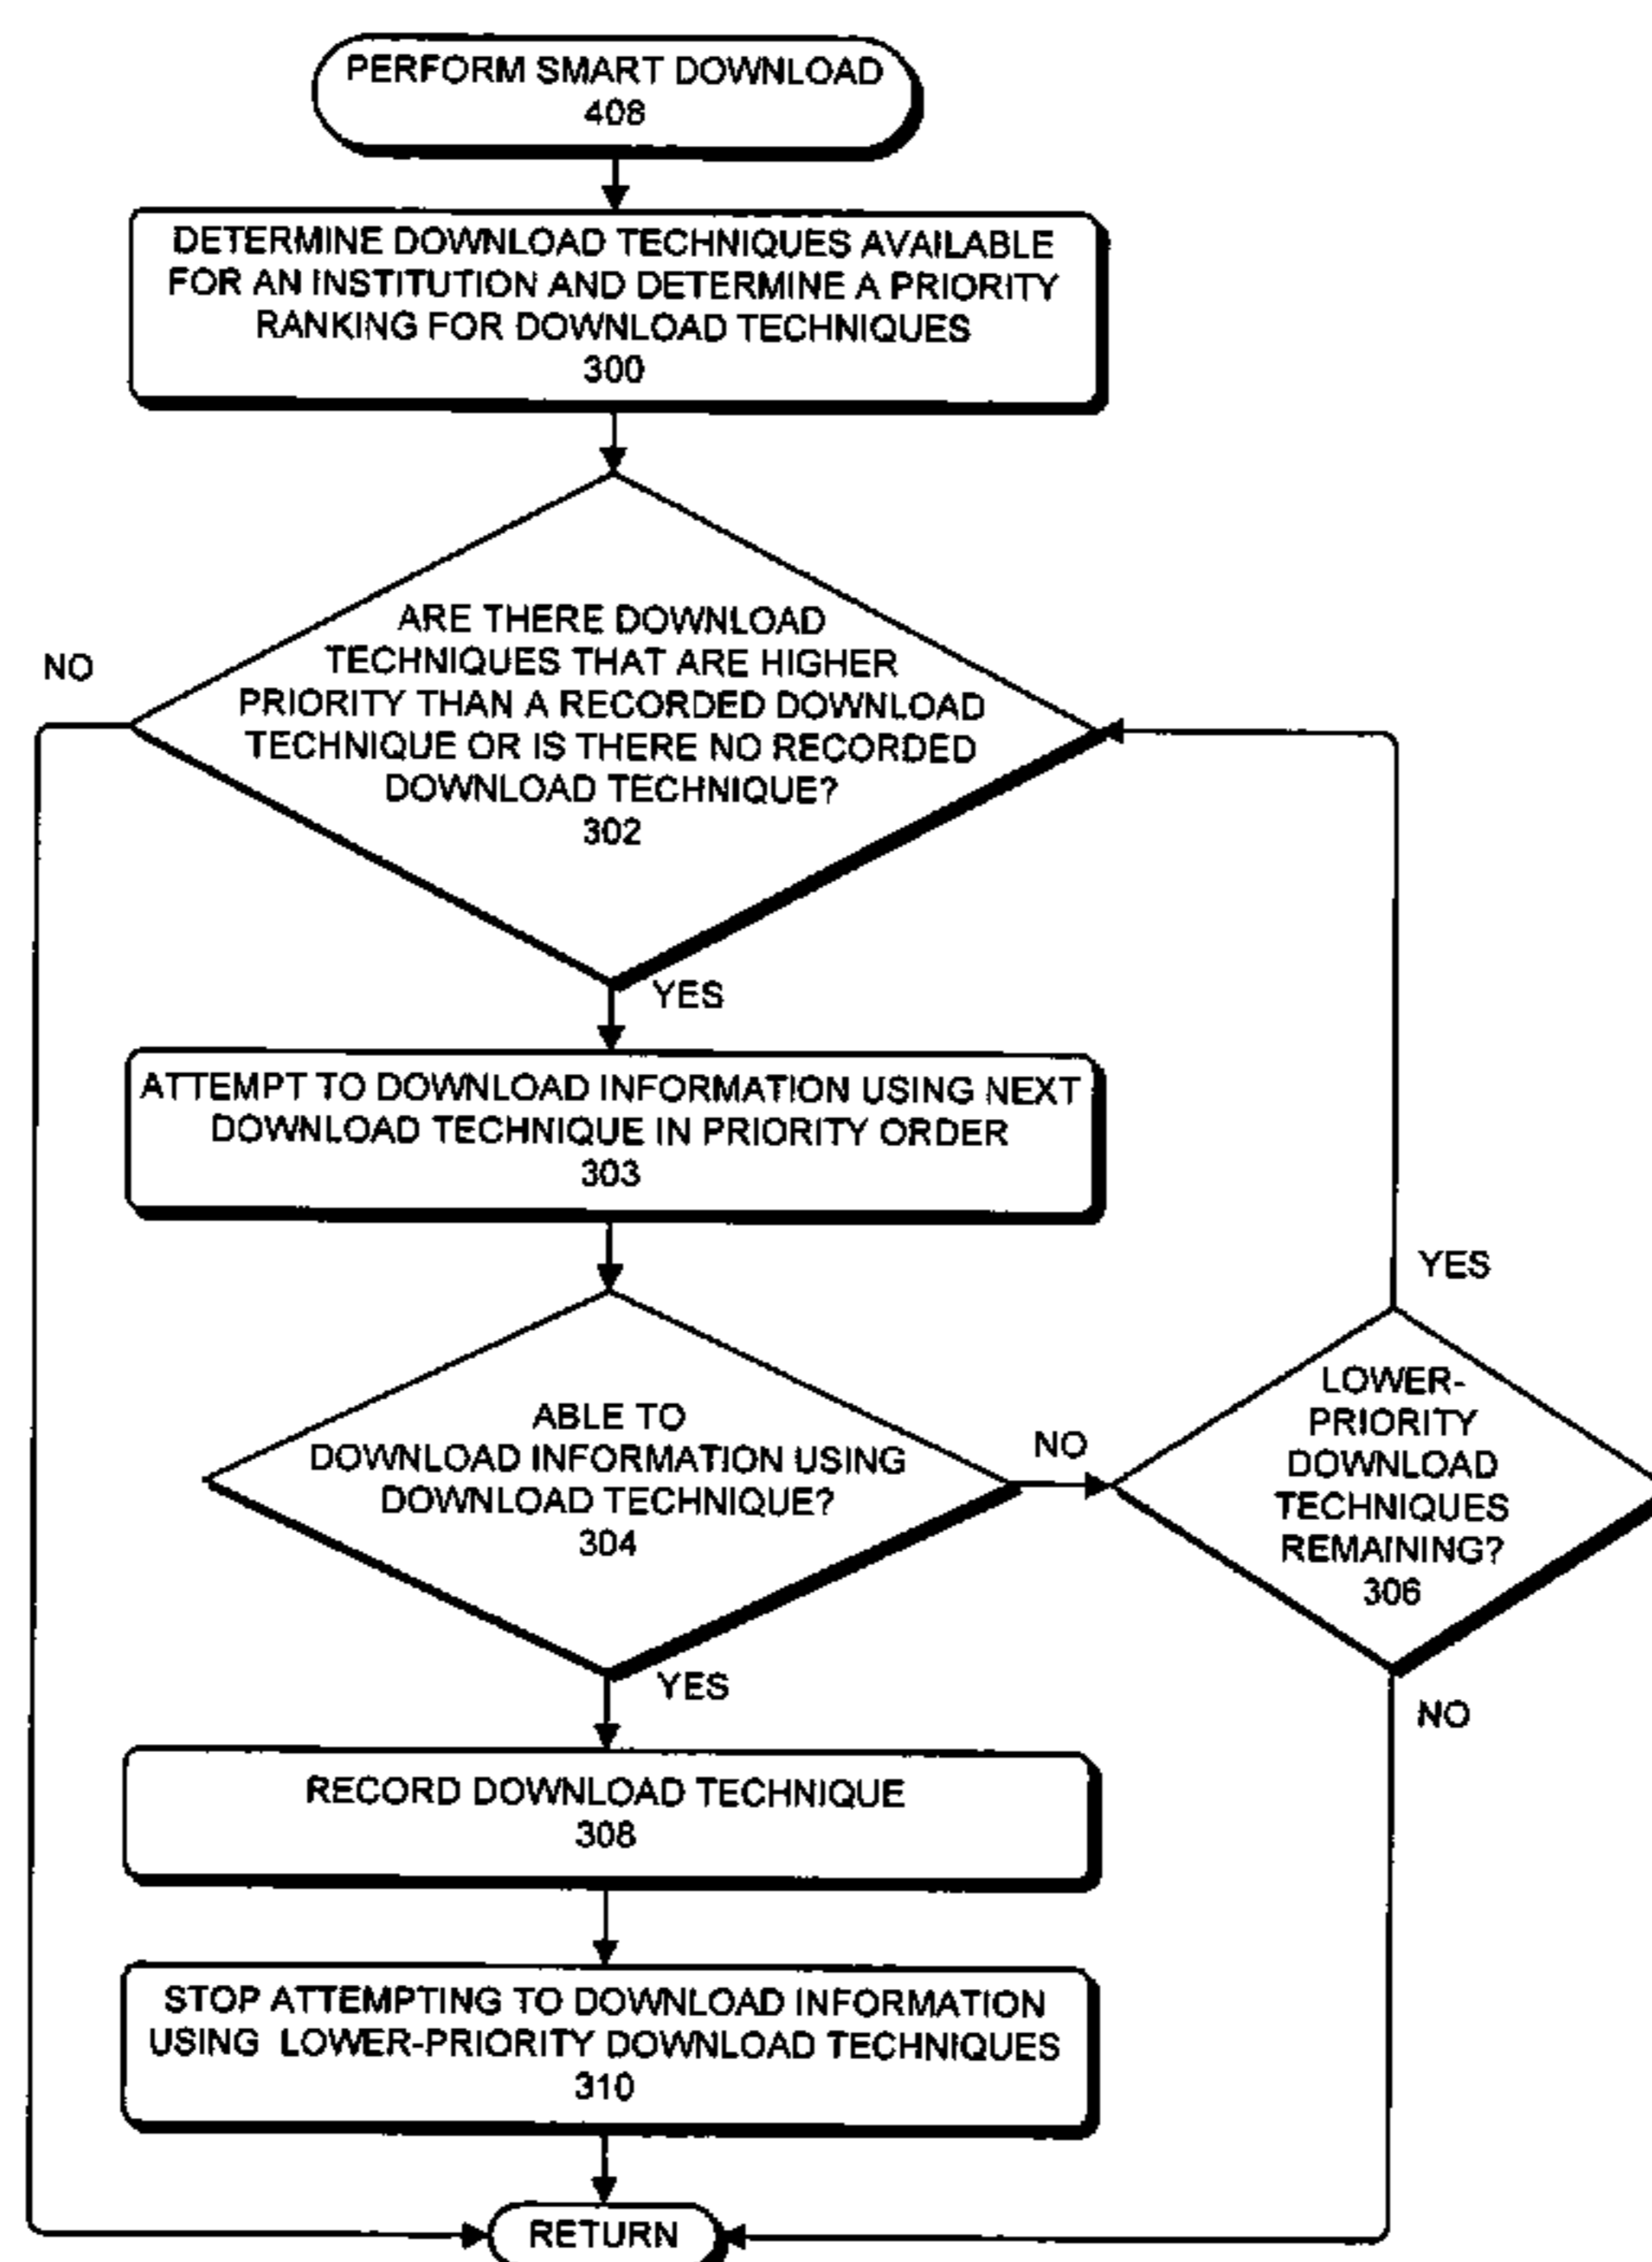 PERFORM SMART DOWNLOAD
408
DETERMINE DOWNLOAD TECHNIQUES AVAILABLE
FOR AN INSTITUTION AND DETERMINE A PRIORITY
RANKING FOR DOWNLOAD TECHNIQUES
300
ARE THERE DOWNLOAD
TECHNIQUES THAT ARE HIGHER
PRIORITY THAN A RECORDED DOWNLOAD
TECHNIQUE OR IS THERE NO RECORDED
DOWNLOAD TECHNIQUE?
302
NO
YES
ATTEMPT TO DOWNLOAD INFORMATION USING NEXT
DOWNLOAD TECHNIQUE IN PRIORITY ORDER
303
ABLE TO
DOWNLOAD INFORMATION USING
DOWNLOAD TECHNIQUE?
304
NO
YES
LOWER-
PRIORITY
DOWNLOAD
TECHNIQUES
REMAINING?
306
YES
NO
RECORD DOWNLOAD TECHNIQUE
308
STOP ATTEMPTING TO DOWNLOAD INFORMATION
USING LOWER-PRIORITY DOWNLOAD TECHNIQUES
310
RETURN